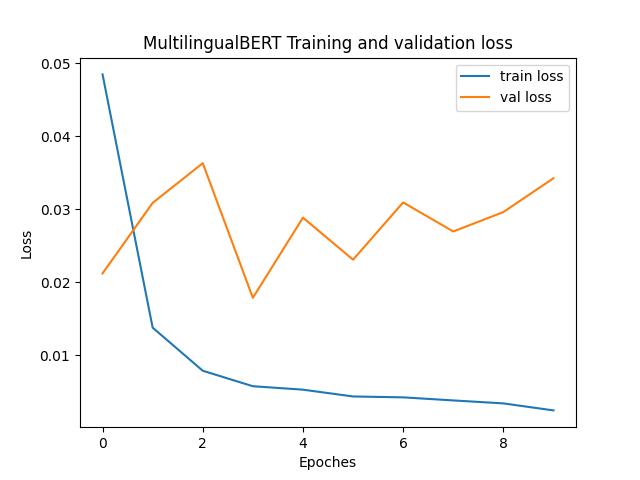 MultilingualBERT Training and validation loss
train loss
val loss
0.05
0.04
0.03
0.02
0.01
Loss
0 2 4 6 8
Epoches